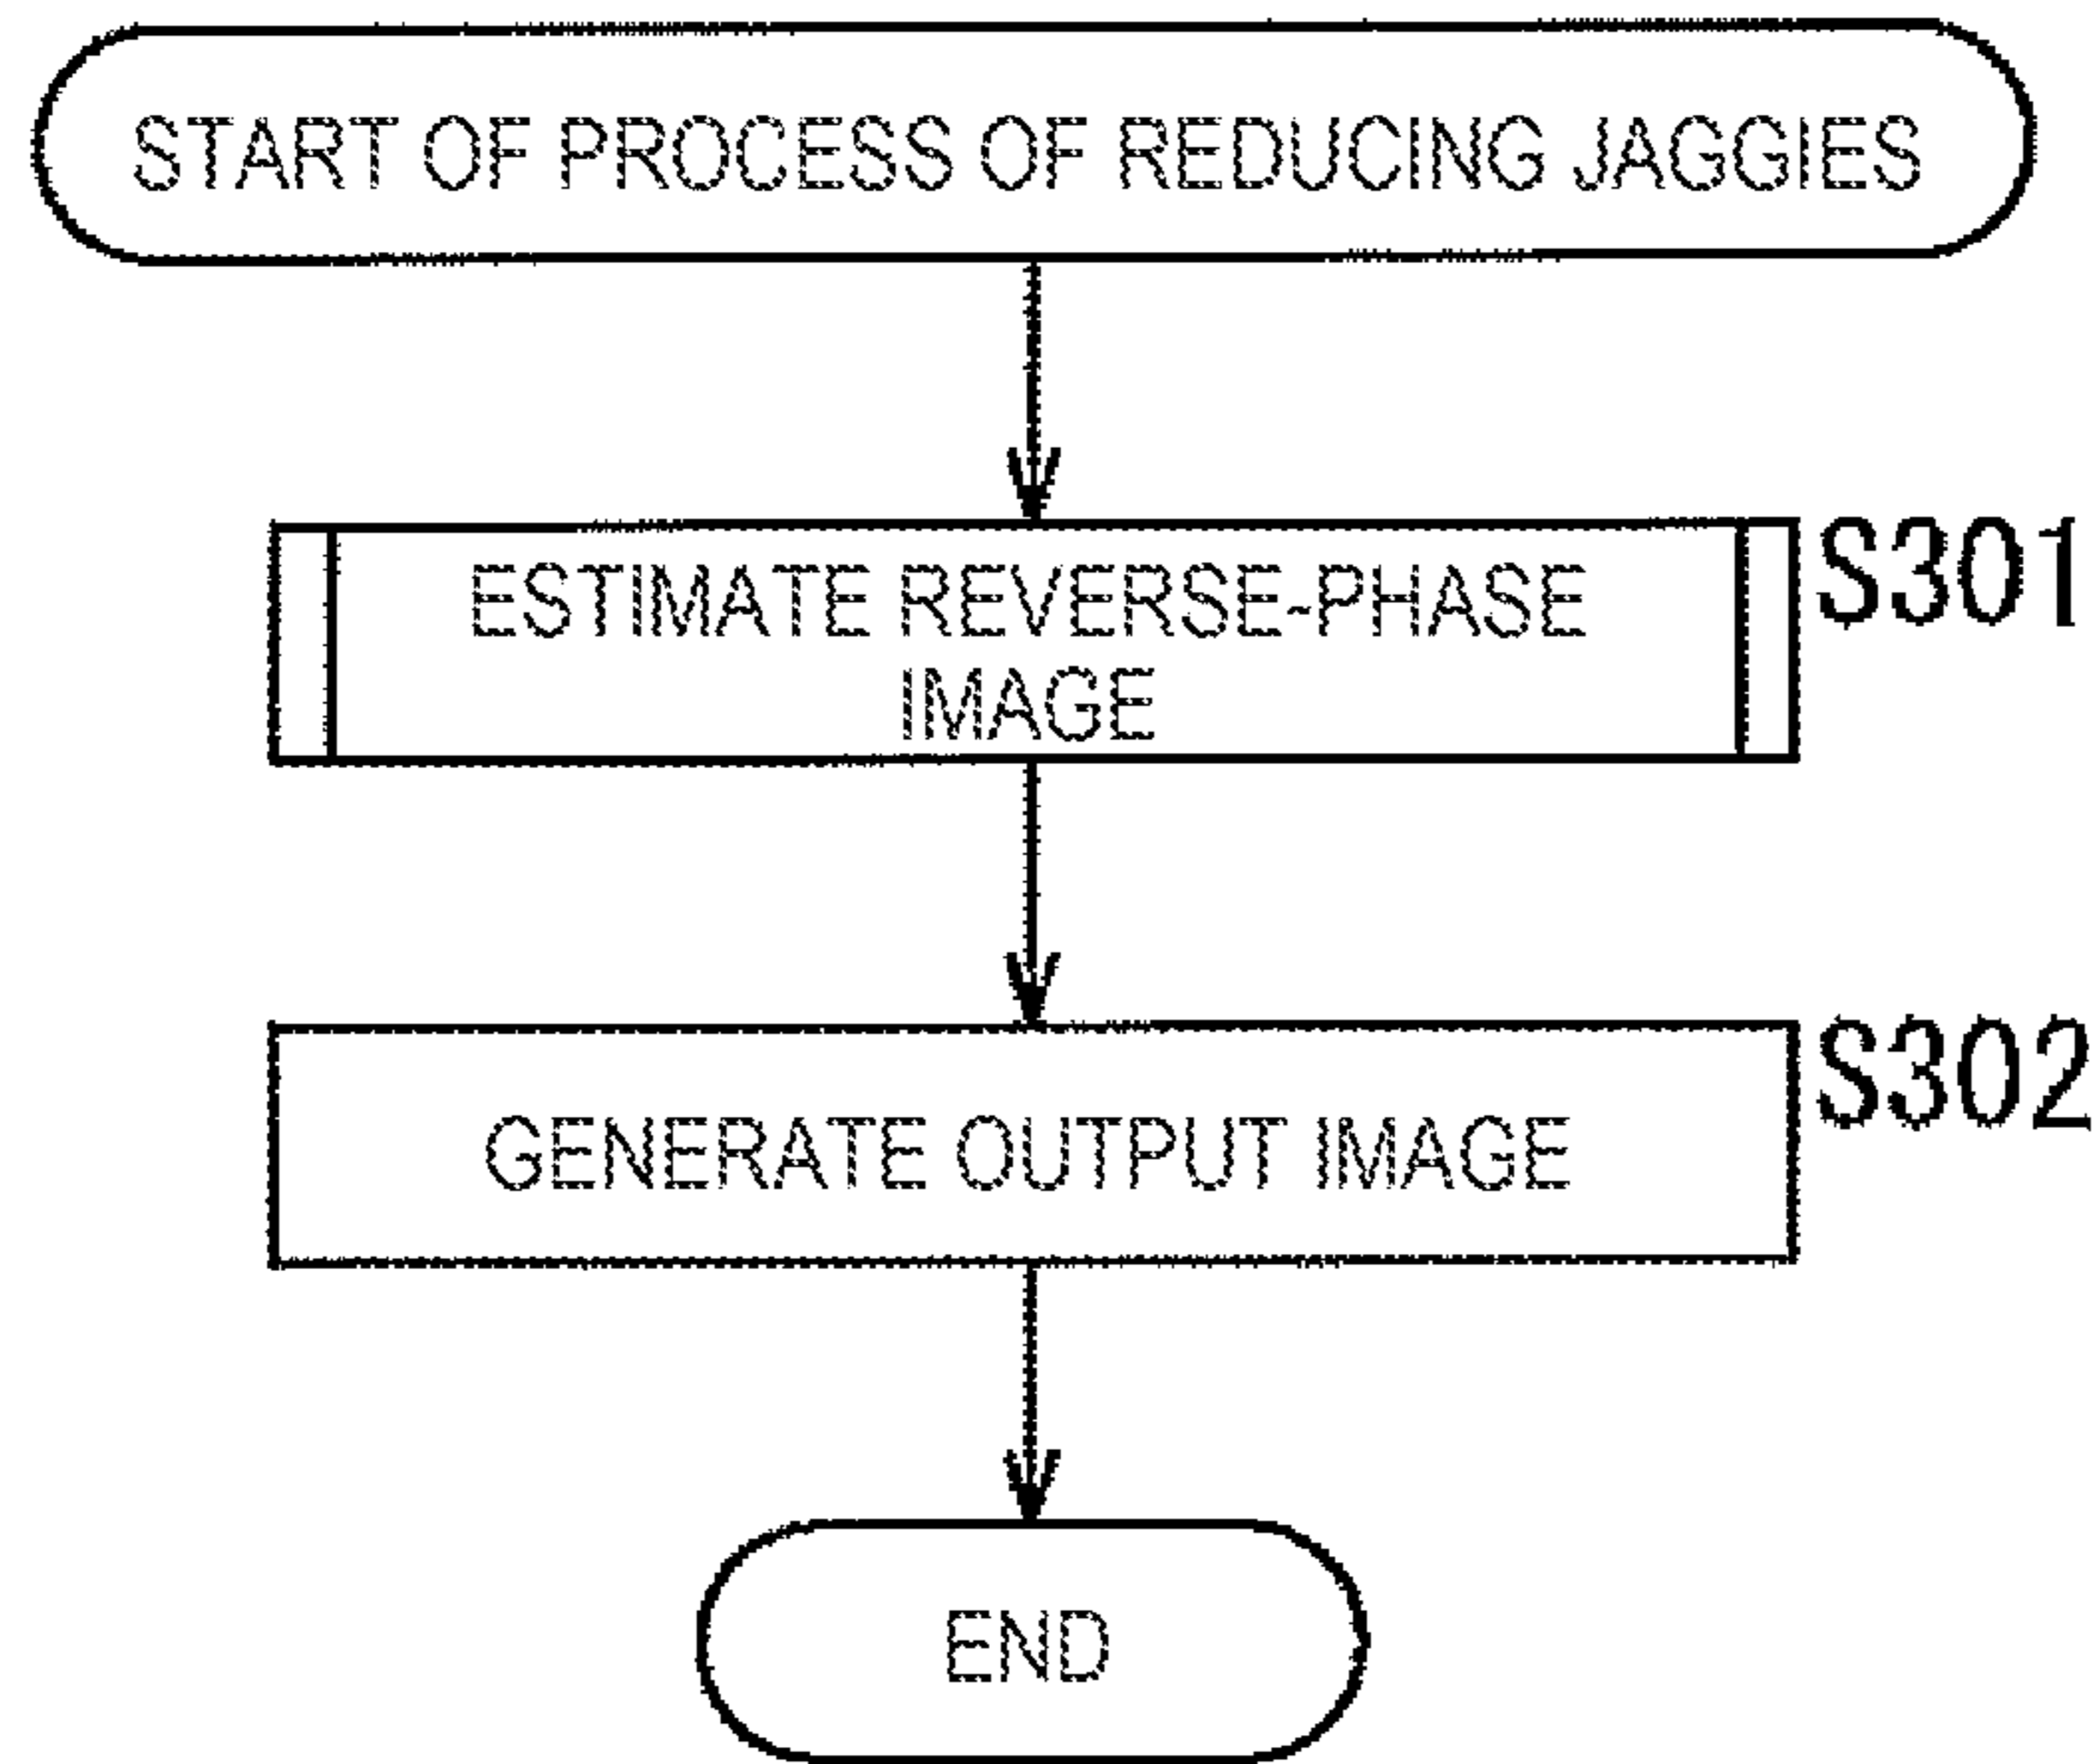 START OF PROCESS OF REDUCING JAGGIES
ESTIMATE REVERSE-PHASE
IMAGE
S301
GENERATE OUTPUT IMAGE
S302
END